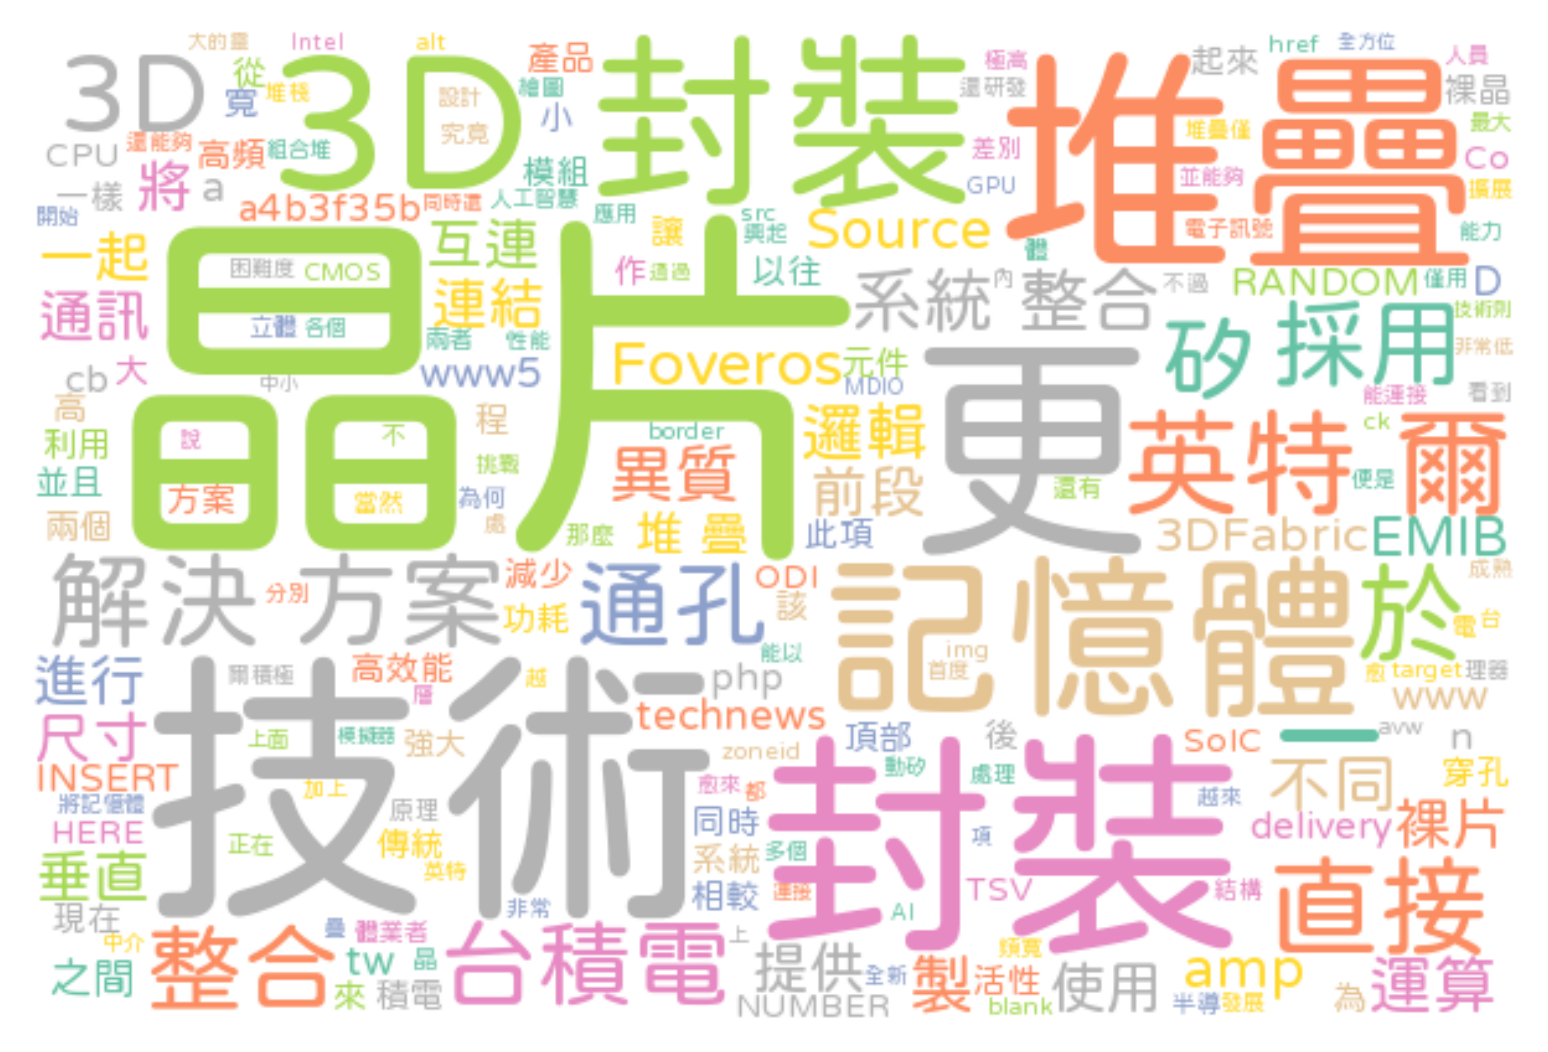 大的靈 Intel alt 產品 href 全方位 人員
3D 從 3D 繪圖 封裝 極高 堆疊 起來 裸晶
寬 堆棧 設計 小 還研發 最大
CPU 還能夠 高頻 組合堆 究竟 模組 差別 堆疊僅 Co
一樣 將 a 人工智慧 GPU 並能夠 擴展
開始 a4b3f35b 同時還 應用 src Source 電子訊號 能力
一起 晶片 互連 讓 興起 體
通訊 困難度 CMOS 連結 作 透過 以往 系統 內 整合 不過 RANDOM 僅用 D
立體 各個 兩者 性能 矽 採用 技術則
cb 大 中小 www5 Foveros 元件 更 非常低
高 MDIO 能連接 看到
利用 說 不 程 border 邏輯 英特爾 ck
並且 方案 當然 挑戰 為何 異質 前段 還有 便是
兩個 處 那麼 堆疊 此項 3DFabric EMIB
解決方案 分別 減少 通孔 ODI 記憶體 於 成熟
功耗 該 電 台
進行 爾積極 高效能 層 越 php 能以 img 首度 愈 target 理器
尺寸 技術 technews www
上面 模擬器 強大 zoneid 頂部 後 SoIC 一 avw n
INSERT 加上 愈來 都 封裝 動矽 處理 不同 穿孔
將記憶體 原理 同時 越來
HERE 正在 傳統 系統 多個 項 delivery 裸片
垂直 英特 相較 連接 TSV 結構 直接
現在 非常 AI
中介 整合 疊 體業者 台積電 上 提供 頻寬
之間 tw 晶 全新 製 活性 使用 amp 運算
來 積電 NUMBER blank 半導 發展 為